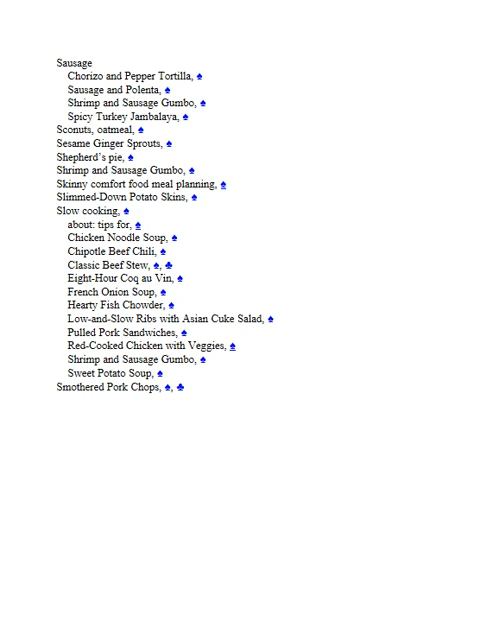 Sausage
Chorizo and Pepper Tortilla, ♠
Sausage and Polenta, ♠
Shrimp and Sausage Gumbo, ♠
Spicy Turkey Jambalaya, ♠
Sconuts, oatmeal, ♠
Sesame Ginger Sprouts, ♠
Shepherd’s pie, ♠
Shrimp and Sausage Gumbo, ♠
Skinny comfort food meal planning, ♠
Slimmed-Down Potato Skins, ♠
Slow cooking, ♠
about: tips for, ♠
Chicken Noodle Soup, ♠
Chipotle Beef Chili, ♠
Classic Beef Stew, ♠, ♣
Eight-Hour Coq au Vin, ♠
French Onion Soup, ♠
Hearty Fish Chowder, ♠
Low-and-Slow Ribs with Asian Cuke Salad, ♠
Pulled Pork Sandwiches, ♠
Red-Cooked Chicken with Veggies, ♠
Shrimp and Sausage Gumbo, ♠
Sweet Potato Soup, ♠
Smothered Pork Chops, ♠, ♣